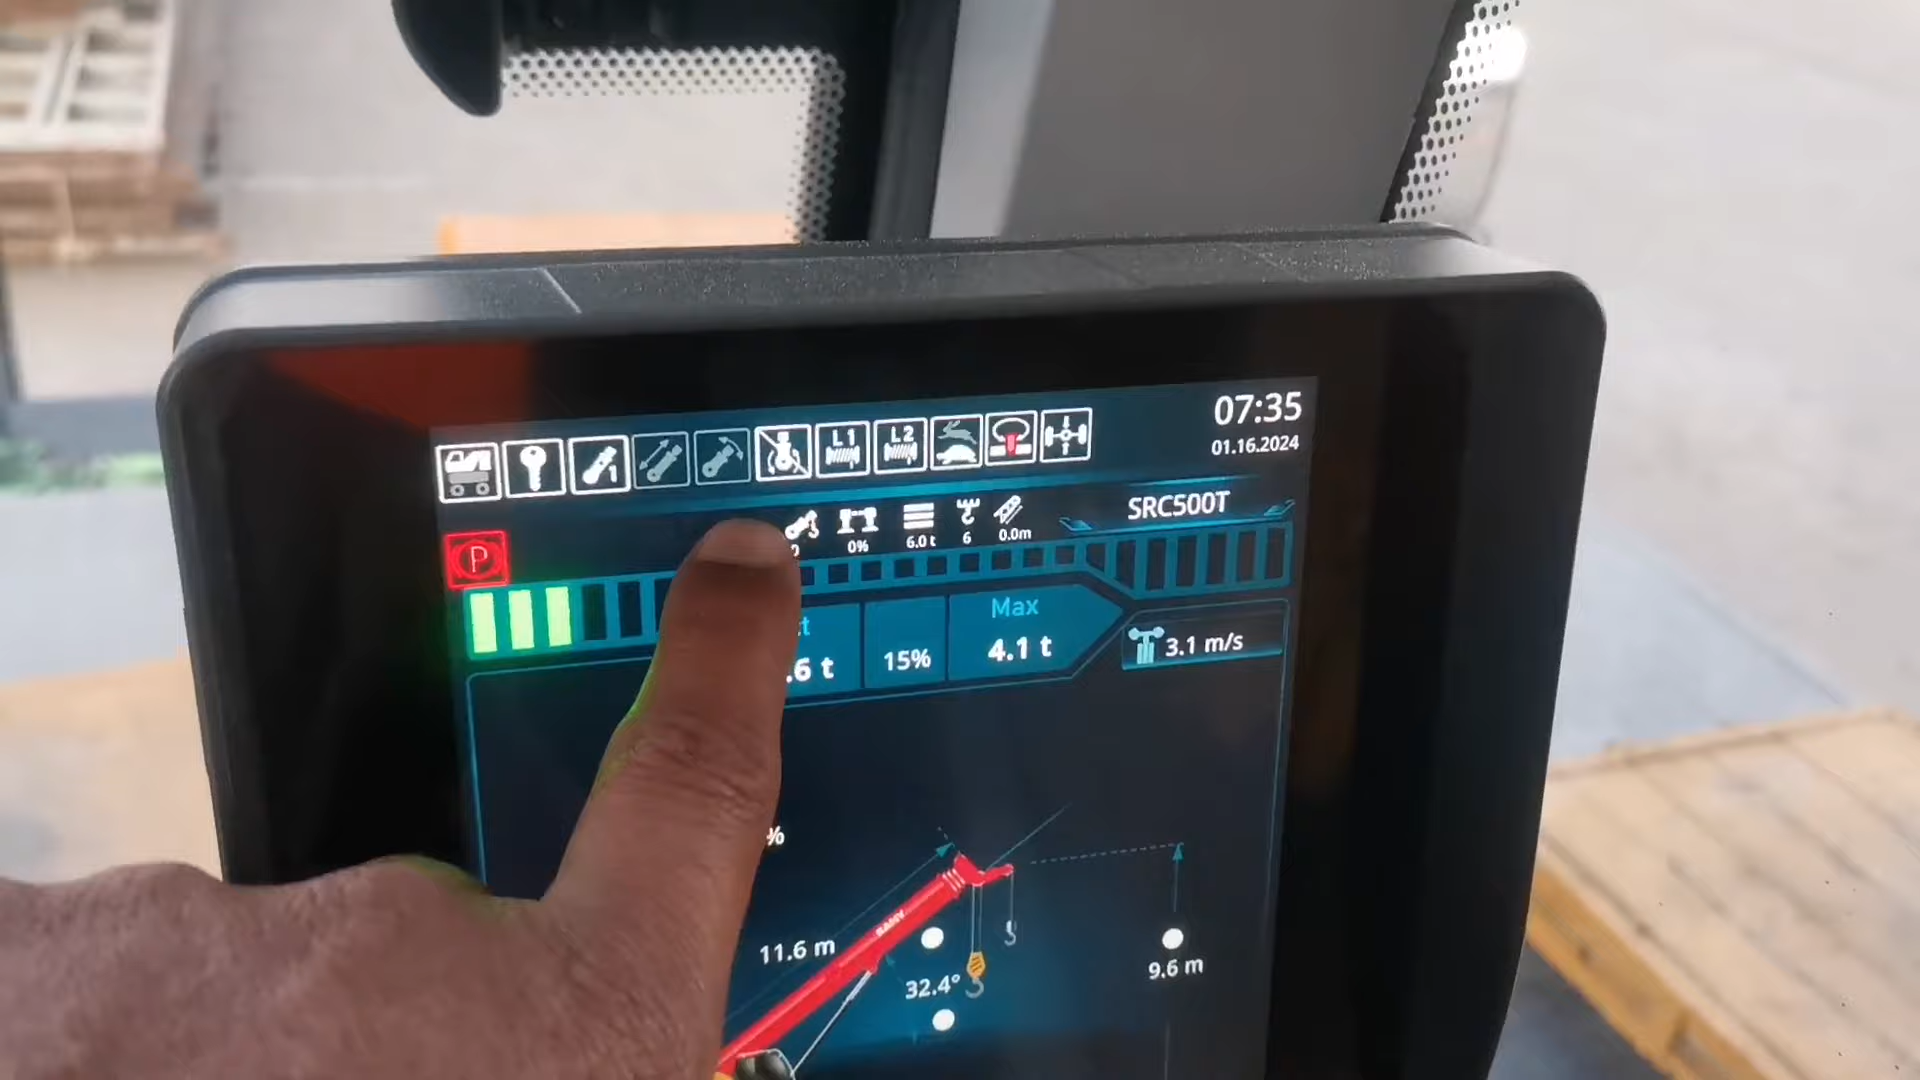 07:35
01.16.2024
L1
L2
SRC500T
P
0%
6.0 t
6
0.0m
Max
.6 t
15%
4.1 t
3.1 m/s
%
SANY
11.6 m
32.4°
9.6 m